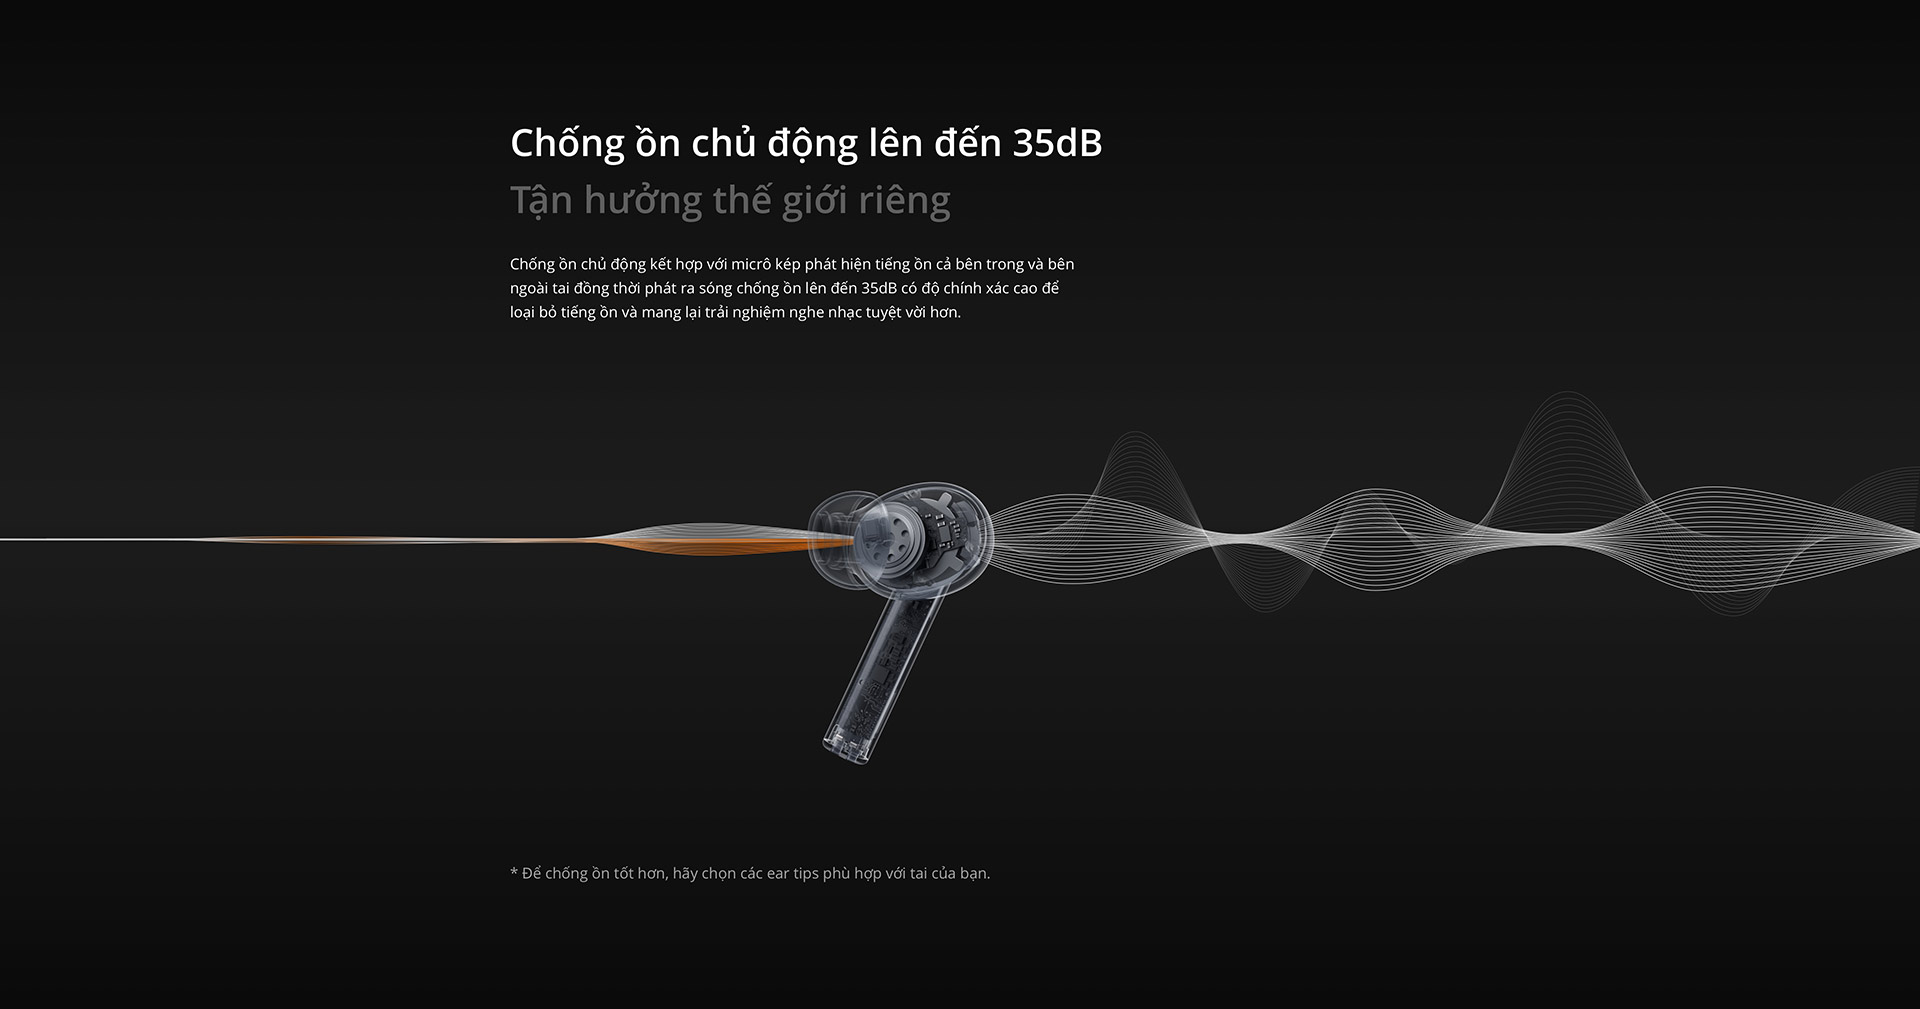 Chống ồn chủ động lên đến 35dB
Tận hưởng thế giới riêng
Chống ồn chủ động kết hợp với micrô kép phát hiện tiếng ồn cả bên trong và bên
ngoài tai đồng thời phát ra sóng chống ồn lên đến 35dB có độ chính xác cao để
loại bỏ tiếng ồn và mang lại trải nghiệm nghe nhạc tuyệt vời hơn.
* Để chống ồn tốt hơn, hãy chọn các ear tips phù hợp với tai của bạn.